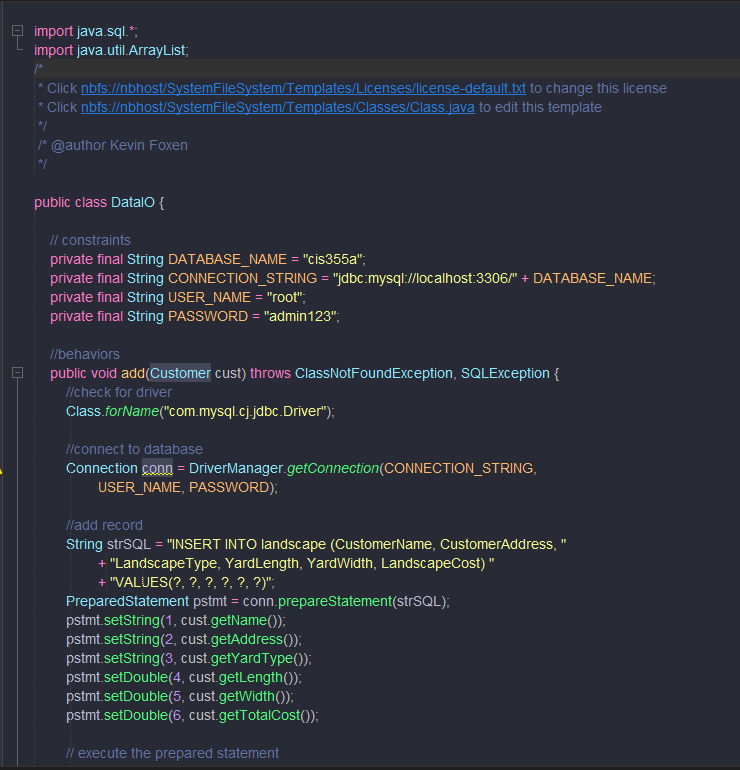 import java.sql.*;
import java.util.ArrayList;
/*
* Click nbfs://nbhost/SystemFileSystem/Templates/Licenses/license-default.txt to change this license
* Click nbfs://nbhost/SystemFileSystem/Templates/Classes/Class.java to edit this template
*/
/* @author Kevin Foxen
*/
public class DataIO {
// constraints
private final String DATABASE_NAME = "cis355a";
private final String CONNECTION_STRING = "jdbc:mysql://localhost:3306/" + DATABASE_NAME;
private final String USER_NAME = "root";
private final String PASSWORD = "admin123";
//behaviors
public void add(Customer cust) throws ClassNotFoundException, SQLException {
//check for driver
Class.forName("com.mysql.cj.jdbc.Driver");
//connect to database
Connection conn = DriverManager.getConnection(CONNECTION_STRING,
USER_NAME, PASSWORD);
//add record
String strSQL = "INSERT INTO landscape (CustomerName, CustomerAddress, "
+ "LandscapeType, YardLength, YardWidth, LandscapeCost) "
+ "VALUES(?, ?, ?, ?, ?, ?)";
PreparedStatement pstmt = conn.prepareStatement(strSQL);
pstmt.setString(1, cust.getName());
pstmt.setString(2, cust.getAddress());
pstmt.setString(3, cust.getYardType());
pstmt.setDouble(4, cust.getLength());
pstmt.setDouble(5, cust.getWidth());
pstmt.setDouble(6, cust.getTotalCost());
// execute the prepared statement